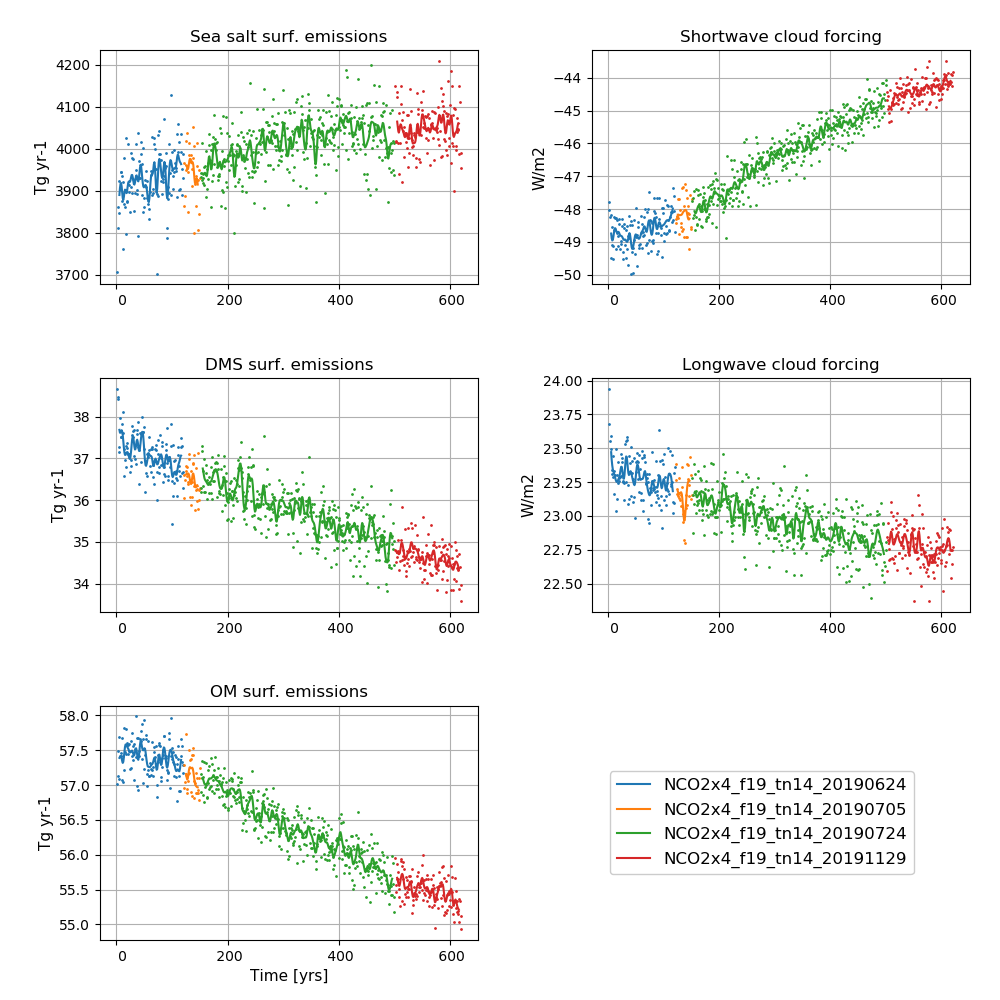 Sea salt surf. emissions
4200
4100
4000
3900
3800
3700
Tg yr-1
0 200 400 600
Shortwave cloud forcing
−44
−45
−46
−47
−48
−49
−50
W/m2
0 200 400 600
DMS surf. emissions
38
37
36
35
34
Tg yr-1
0 200 400 600
Longwave cloud forcing
24.00
23.75
23.50
23.25
23.00
22.75
22.50
W/m2
0 200 400 600
OM surf. emissions
58.0
57.5
57.0
56.5
56.0
55.5
55.0
Tg yr-1
0 200 400 600
Time [yrs]
NCO2x4_f19_tn14_20190624
NCO2x4_f19_tn14_20190705
NCO2x4_f19_tn14_20190724
NCO2x4_f19_tn14_20191129